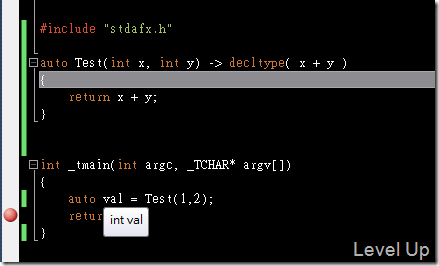 #include "stdafx.h"
auto Test(int x, int y) -> decltype( x + y )
{
return x + y;
}
int _tmain(int argc, _TCHAR* argv[])
{
auto val = Test(1,2);
retur
int val
}
Level Up